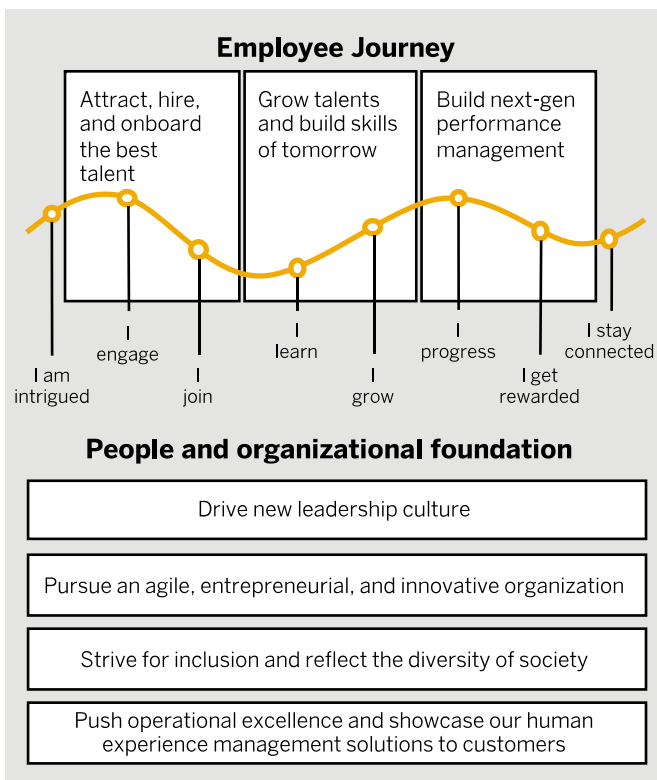 Employee Journey
Attract, hire,
and onboard
the best
talent
Grow talents
and build skills
of tomorrow
Build next-gen
performance
management
I am
intrigued
I
engage
I
join
I
learn
I
grow
I
progress
I get
rewarded
I stay
connected
People and organizational foundation
Drive new leadership culture
Pursue an agile, entrepreneurial, and innovative organization
Strive for inclusion and reflect the diversity of society
Push operational excellence and showcase our human
experience management solutions to customers